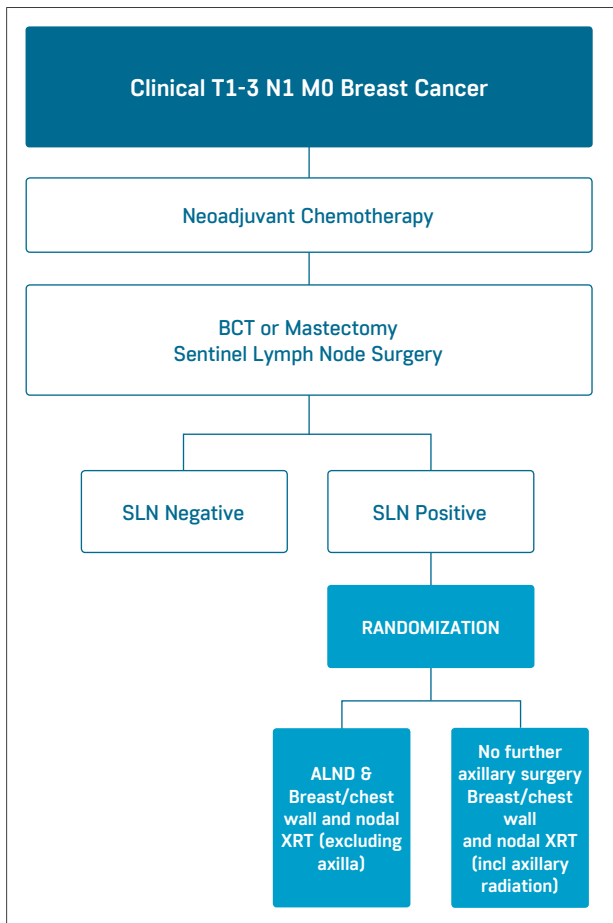 Clinical T1-3 N1 M0 Breast Cancer
Neoadjuvant Chemotherapy
BCT or Mastectomy
Sentinel Lymph Node Surgery
SLN Negative
SLN Positive
RANDOMIZATION
ALND &
Breast/chest
wall and nodal
XRT (excluding
axilla)
No further
axillary surgery
Breast/chest
wall
and nodal XRT
(incl axillary
radiation)